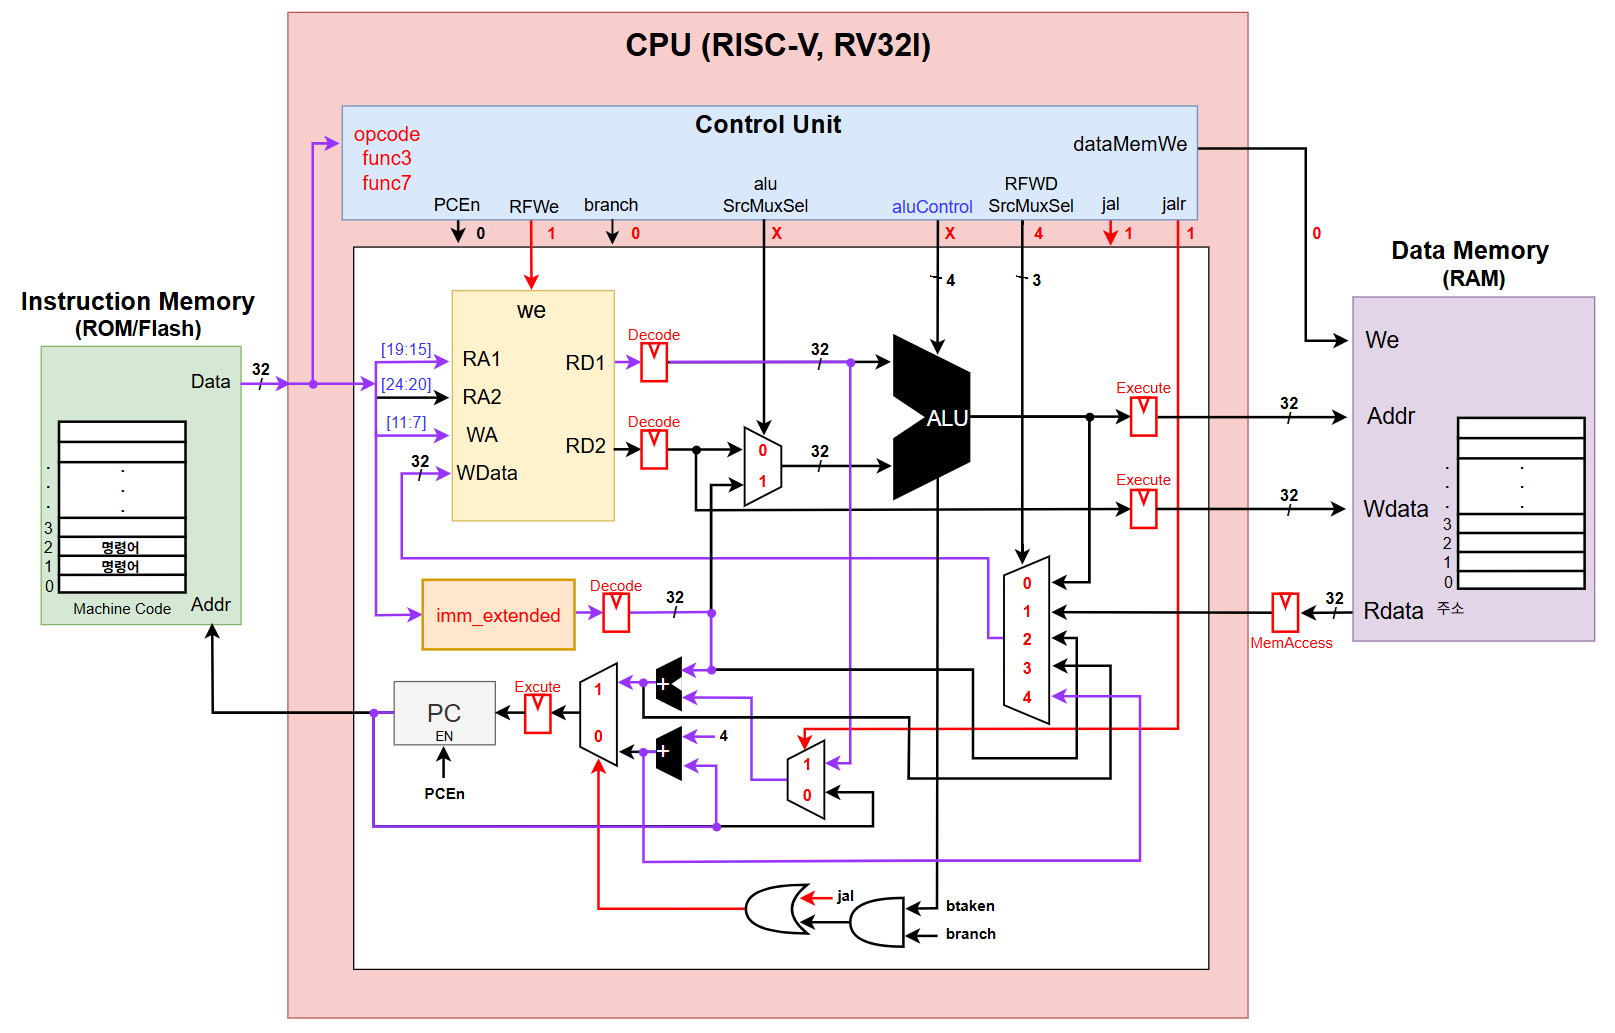 CPU (RISC-V, RV32I)
Control Unit
opcode
func3
func7
dataMemWe
PCEn
RFWe
branch
alu
SrcMuxSel
aluControl
RFWD
SrcMuxSel
jal
jalr
0
1
0
X
X
4
1
1
0
4
3
Instruction Memory
(ROM/Flash)
Data
32
.
.
.
.
.
.
3
2
명령어
1
명령어
0
Machine Code
Addr
we
[19:15]
RA1
[24:20]
RA2
[11:7]
WA
32
WData
RD1
RD2
Decode
Decode
32
32
0
1
ALU
Execute
32
Execute
32
Data Memory
(RAM)
We
Addr
Wdata
.
.
.
.
.
.
3
2
1
0
Rdata
주소
32
MemAccess
imm_extended
Decode
32
0
1
2
3
4
PC
EN
PCEn
Excute
1
0
+
+
4
1
0
jal
btaken
branch